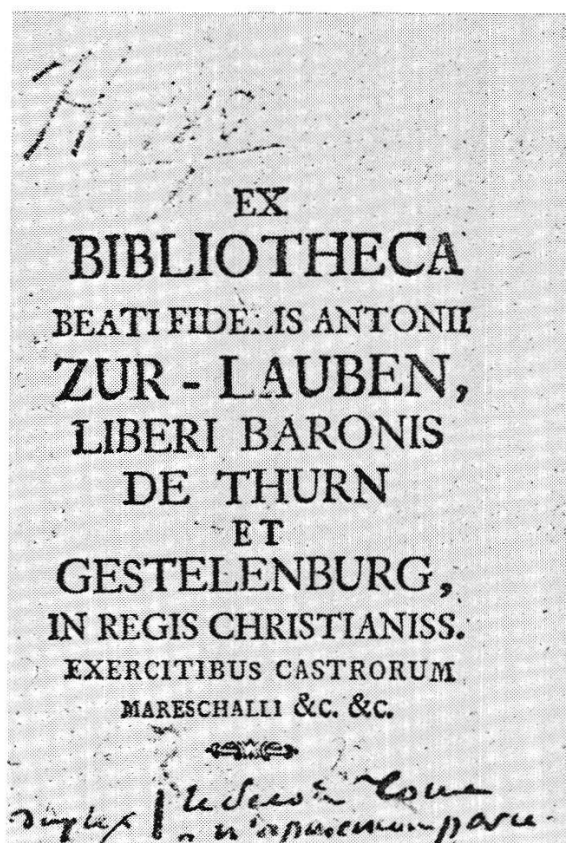 EX
BIBLIOTHECA
BEATI FIDELIS ANTONII
ZUR - LAUBEN,
LIBERI BARONIS
DE THURN
ET
GESTELENBURG,
IN REGIS CHRISTIANISS.
EXERCITIBUS CASTRORUM
MARESCHALLI &C. &C.